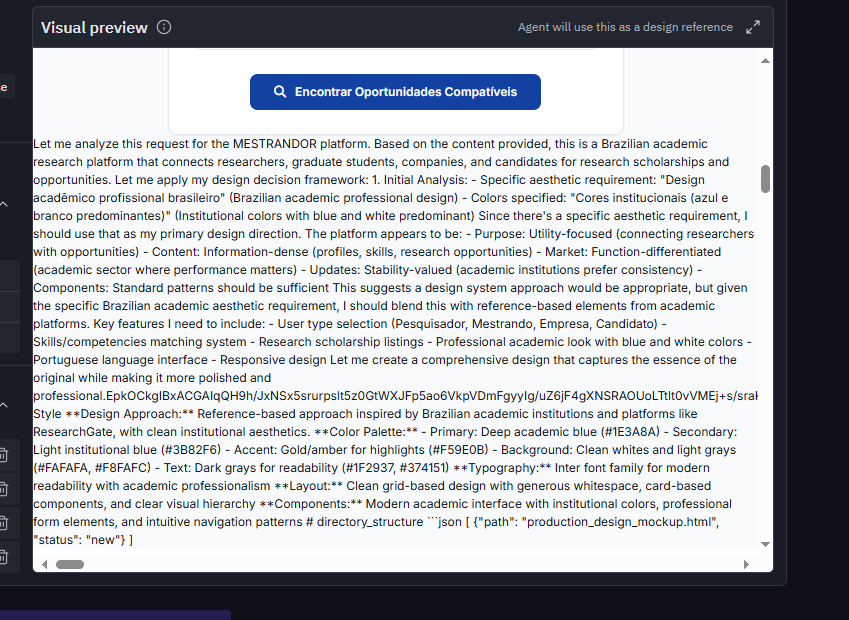 Visual preview
Agent will use this as a design reference
e
Encontrar Oportunidades Compatíveis
Let me analyze this request for the MESTRANDOR platform. Based on the content provided, this is a Brazilian academic
research platform that connects researchers, graduate students, companies, and candidates for research scholarships and
opportunities. Let me apply my design decision framework: 1. Initial Analysis: - Specific aesthetic requirement: "Design
acadêmico profissional brasileiro" (Brazilian academic professional design) - Colors specified: "Cores institucionais (azul e
branco predominantes)" (Institutional colors with blue and white predominant) Since there's a specific aesthetic requirement, I
should use that as my primary design direction. The platform appears to be: - Purpose: Utility-focused (connecting researchers
with opportunities) - Content: Information-dense (profiles, skills, research opportunities) - Market: Function-differentiated
(academic sector where performance matters) - Updates: Stability-valued (academic institutions prefer consistency) -
Components: Standard patterns should be sufficient This suggests a design system approach would be appropriate, but given
the specific Brazilian academic aesthetic requirement, I should blend this with reference-based elements from academic
platforms. Key features I need to include: - User type selection (Pesquisador, Mestrando, Empresa, Candidato) -
Skills/competencies matching system - Research scholarship listings - Professional academic look with blue and white colors -
Portuguese language interface - Responsive design Let me create a comprehensive design that captures the essence of the
original while making it more polished and
professional.EpkOCkgIBxACGAIqQH9h/JxNSx5srurpslt5z0GtWXJFp5ao6VkpVDmFgyyIg/uZ6jF4gXNSRAOUoLTtIt0vVMEj+s/sral
Style **Design Approach:** Reference-based approach inspired by Brazilian academic institutions and platforms like
ResearchGate, with clean institutional aesthetics. **Color Palette:** - Primary: Deep academic blue (#1E3A8A) - Secondary:
Light institutional blue (#3B82F6) - Accent: Gold/amber for highlights (#F59E0B) - Background: Clean whites and light grays
(#FAFAFA, #F8FAFC) - Text: Dark grays for readability (#1F2937, #374151) **Typography:** Inter font family for modern
readability with academic professionalism **Layout:** Clean grid-based design with generous whitespace, card-based
components, and clear visual hierarchy **Components:** Modern academic interface with institutional colors, professional
form elements, and intuitive navigation patterns # directory_structure ```json [ {"path": "production_design_mockup.html",
"status": "new"} ]